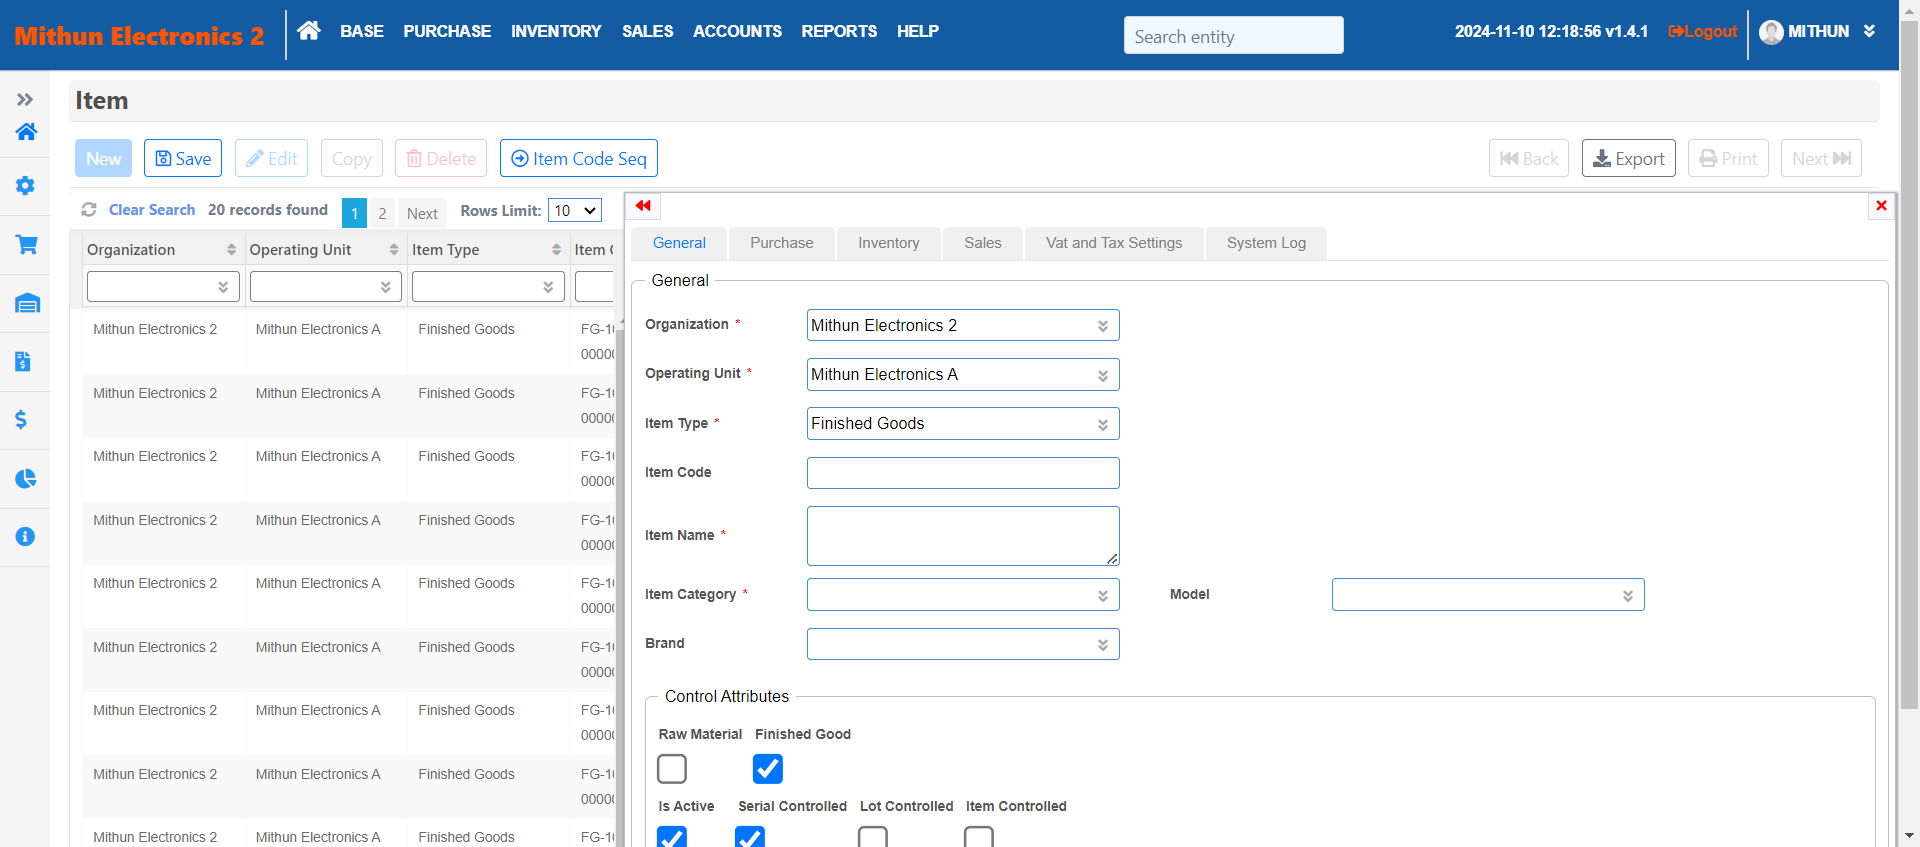 Mithun Electronics 2
BASE PURCHASE INVENTORY SALES ACCOUNTS REPORTS HELP
Search entity
2024-11-10 12:18:56 v1.4.1
Logout
MITHUN
Item
New Save Edit Copy Delete Item Code Seq
Back Export Print Next
Clear Search 20 records found 1 2 Next Rows Limit: 10
Organization Operating Unit Item Type Item
Mithun Electronics 2 Mithun Electronics A Finished Goods FG-1
0000
Mithun Electronics 2 Mithun Electronics A Finished Goods FG-1
0000
Mithun Electronics 2 Mithun Electronics A Finished Goods FG-1
0000
Mithun Electronics 2 Mithun Electronics A Finished Goods FG-1
0000
Mithun Electronics 2 Mithun Electronics A Finished Goods FG-1
0000
Mithun Electronics 2 Mithun Electronics A Finished Goods FG-1
0000
Mithun Electronics 2 Mithun Electronics A Finished Goods FG-1
0000
Mithun Electronics 2 Mithun Electronics A Finished Goods FG-1
0000
Mithun Electronics 2 Mithun Electronics A Finished Goods FG-1
General Purchase Inventory Sales Vat and Tax Settings System Log
General
Organization * Mithun Electronics 2
Operating Unit * Mithun Electronics A
Item Type * Finished Goods
Item Code
Item Name *
Item Category * Model
Brand
Control Attributes
Raw Material Finished Good
Is Active Serial Controlled Lot Controlled Item Controlled